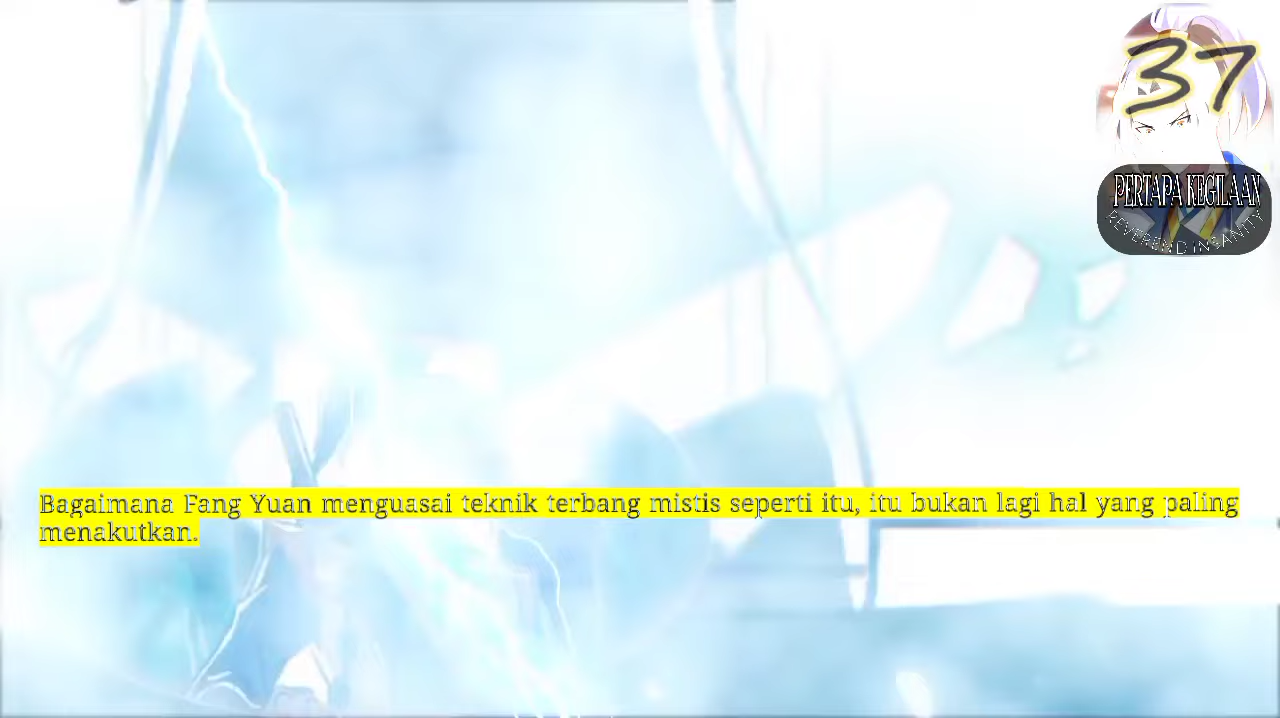 37
PERTAPA KEGILAAN
REVEREND INSANITY
Bagaimana Fang Yuan menguasai teknik terbang mistis seperti itu, itu bukan lagi hal yang paling
menakutkan.